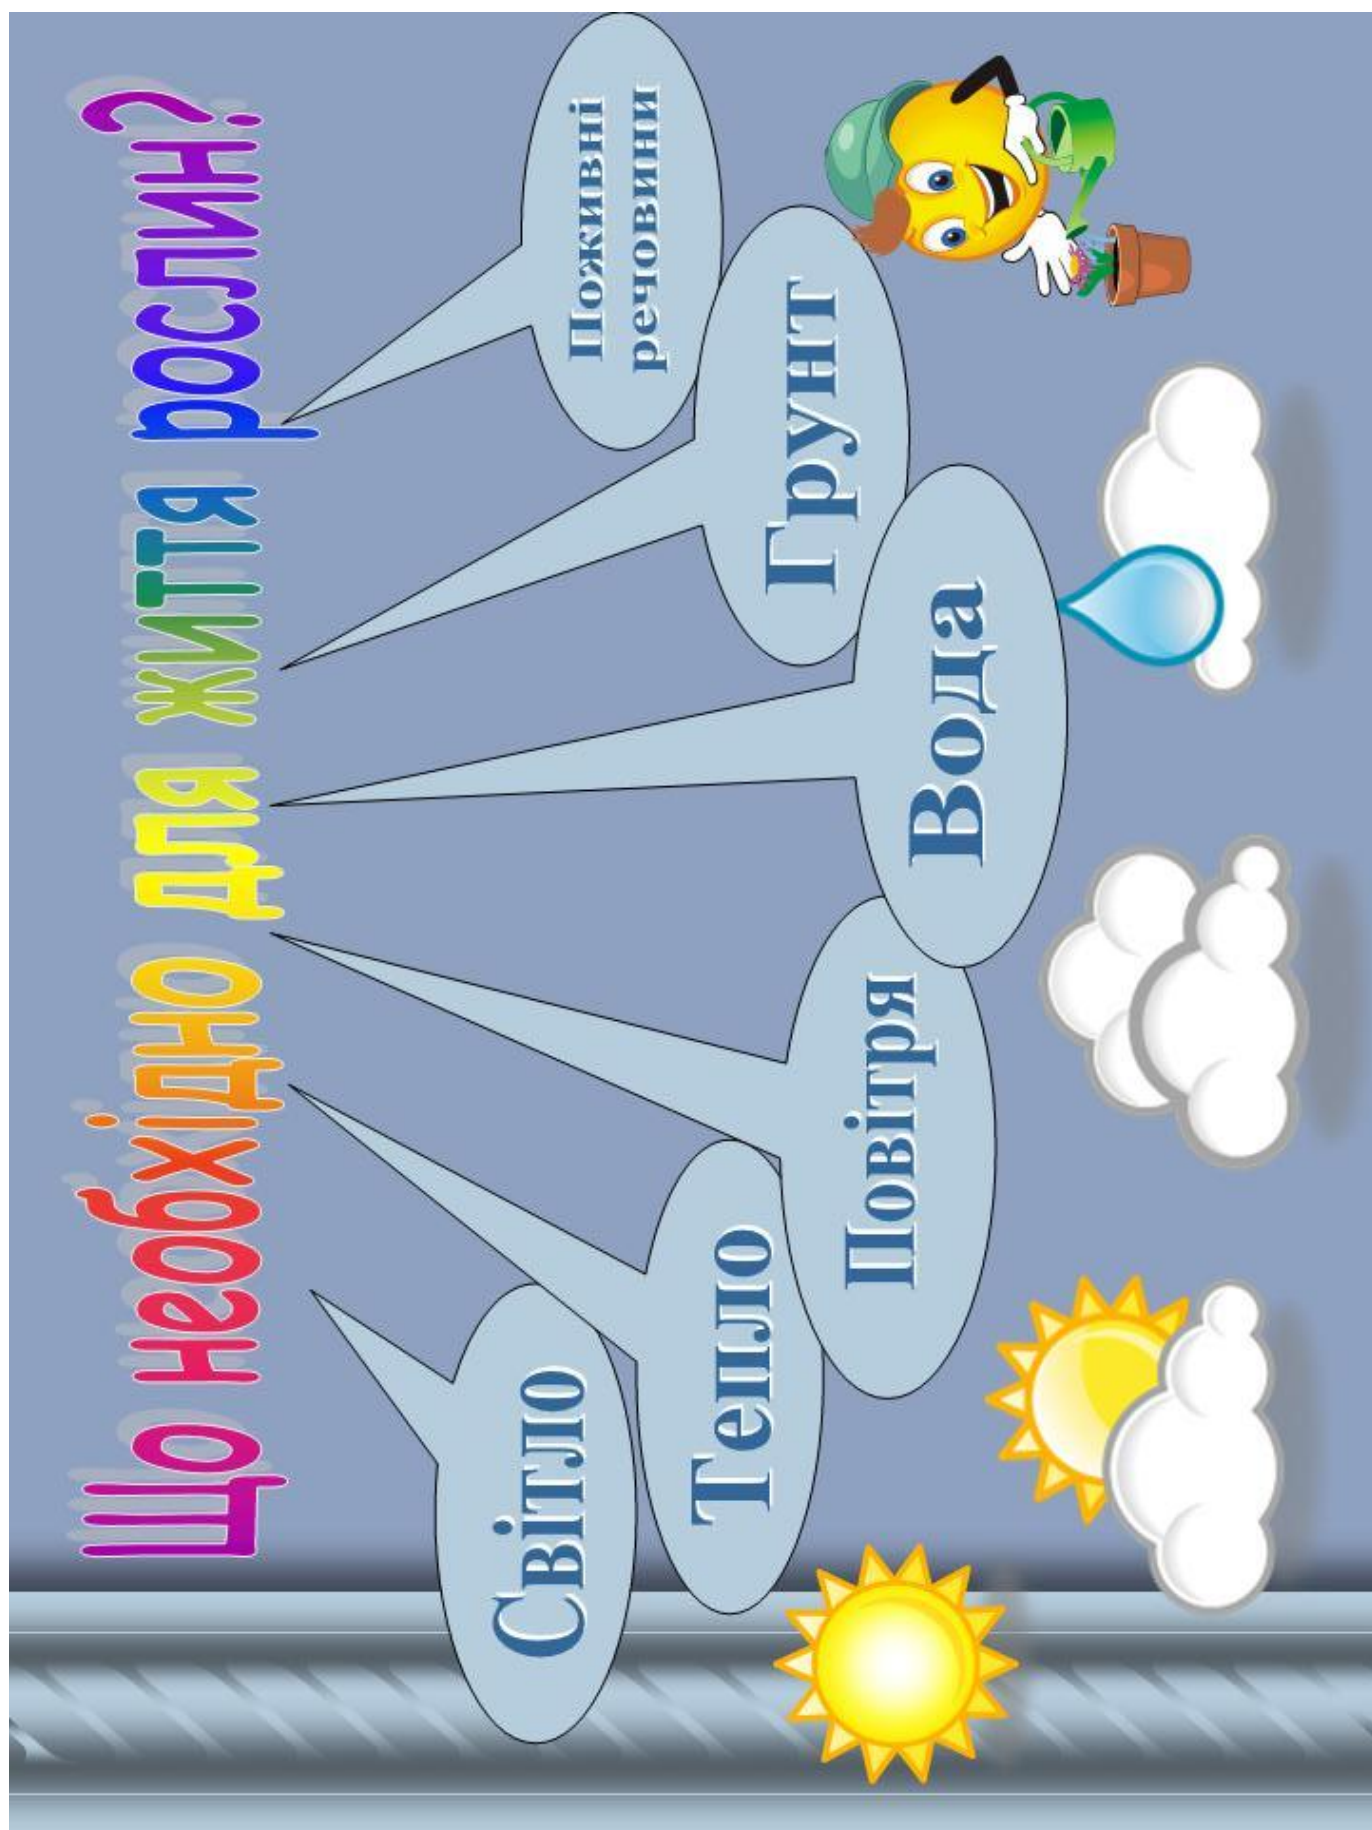 Що необхідно для життя рослин?
Світло
Тепло
Повітря
Вода
Грунт
Поживні
речовини